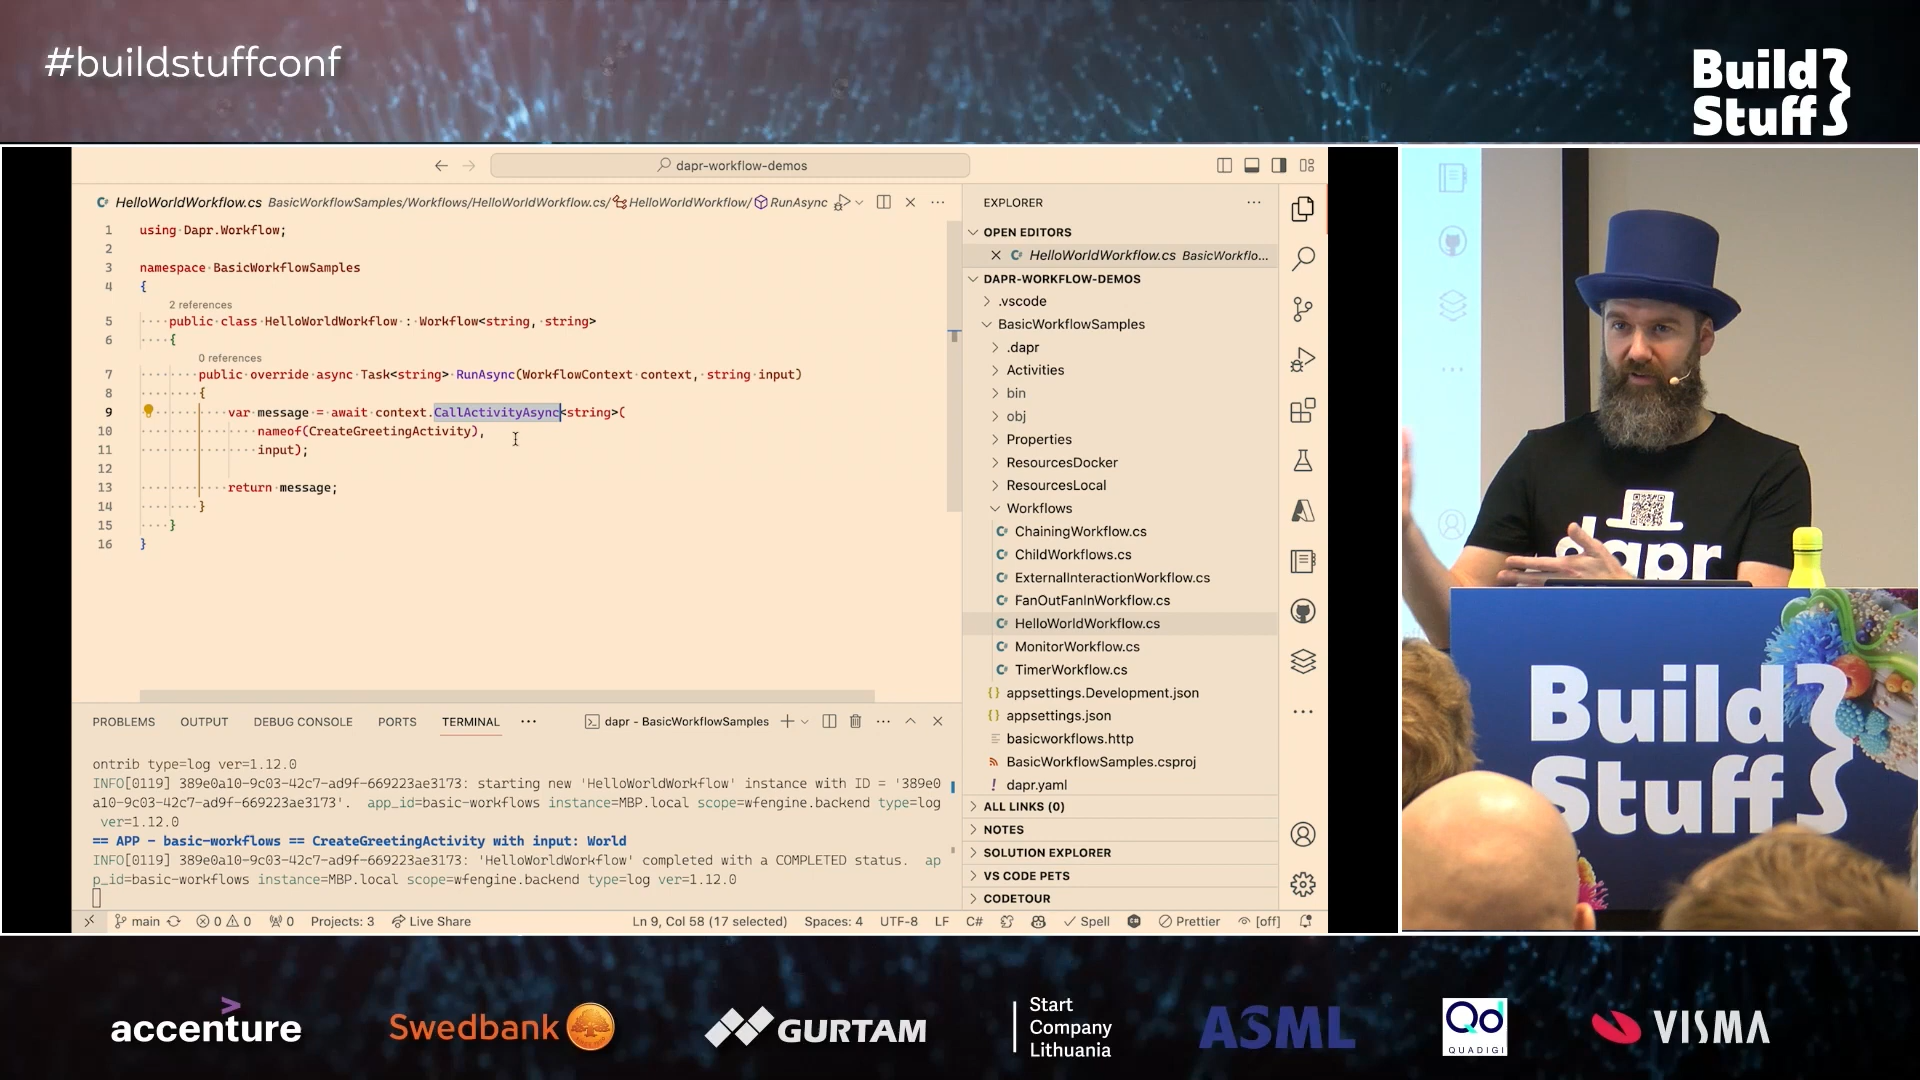 #buildstuffconf
Build
Stuff
dapr-workflow-demos
HelloWorldWorkflow.cs BasicWorkflowSamples/Workflows/HelloWorldWorkflow.cs/ HelloWorldWorkflow/ RunAsync
1 using Dapr.Workflow;
2
3 namespace BasicWorkflowSamples
4 {
2 references
5 public class HelloWorldWorkflow : Workflow<string, string>
6 {
0 references
7 public override async Task<string> RunAsync(WorkflowContext context, string input)
8 {
9 var message = await context.CallActivityAsync<string>(
10 nameof(CreateGreetingActivity),
11 input);
12
13 return message;
14 }
15 }
16 }
EXPLORER
OPEN EDITORS
HelloWorldWorkflow.cs BasicWorkflo...
DAPR-WORKFLOW-DEMOS
.vscode
BasicWorkflowSamples
.dapr
Activities
bin
obj
Properties
ResourcesDocker
ResourcesLocal
Workflows
ChainingWorkflow.cs
ChildWorkflows.cs
ExternalInteractionWorkflow.cs
FanOutFanInWorkflow.cs
HelloWorldWorkflow.cs
MonitorWorkflow.cs
TimerWorkflow.cs
appsettings.Development.json
appsettings.json
basicworkflows.http
BasicWorkflowSamples.csproj
dapr.yaml
ALL LINKS (0)
NOTES
SOLUTION EXPLORER
VS CODE PETS
CODETOUR
PROBLEMS OUTPUT DEBUG CONSOLE PORTS TERMINAL dapr - BasicWorkflowSamples
ontrib type=log ver=1.12.0
INFO[0119] 389e0a10-9c03-42c7-ad9f-669223ae3173: starting new 'HelloWorldWorkflow' instance with ID = '389e0
a10-9c03-42c7-ad9f-669223ae3173'. app_id=basic-workflows instance=MBP.local scope=wfengine.backend type=log
ver=1.12.0
== APP - basic-workflows == CreateGreetingActivity with input: World
INFO[0119] 389e0a10-9c03-42c7-ad9f-669223ae3173: 'HelloWorldWorkflow' completed with a COMPLETED status. ap
p_id=basic-workflows instance=MBP.local scope=wfengine.backend type=log ver=1.12.0
main 0 0 0 Projects: 3 Live Share Ln 9, Col 58 (17 selected) Spaces: 4 UTF-8 LF C# Spell Prettier [off]
dapr
Build
Stuff
accenture
Swedbank
GURTAM
Start
Company
Lithuania
ASML
Qd
QUADIGI
VISMA